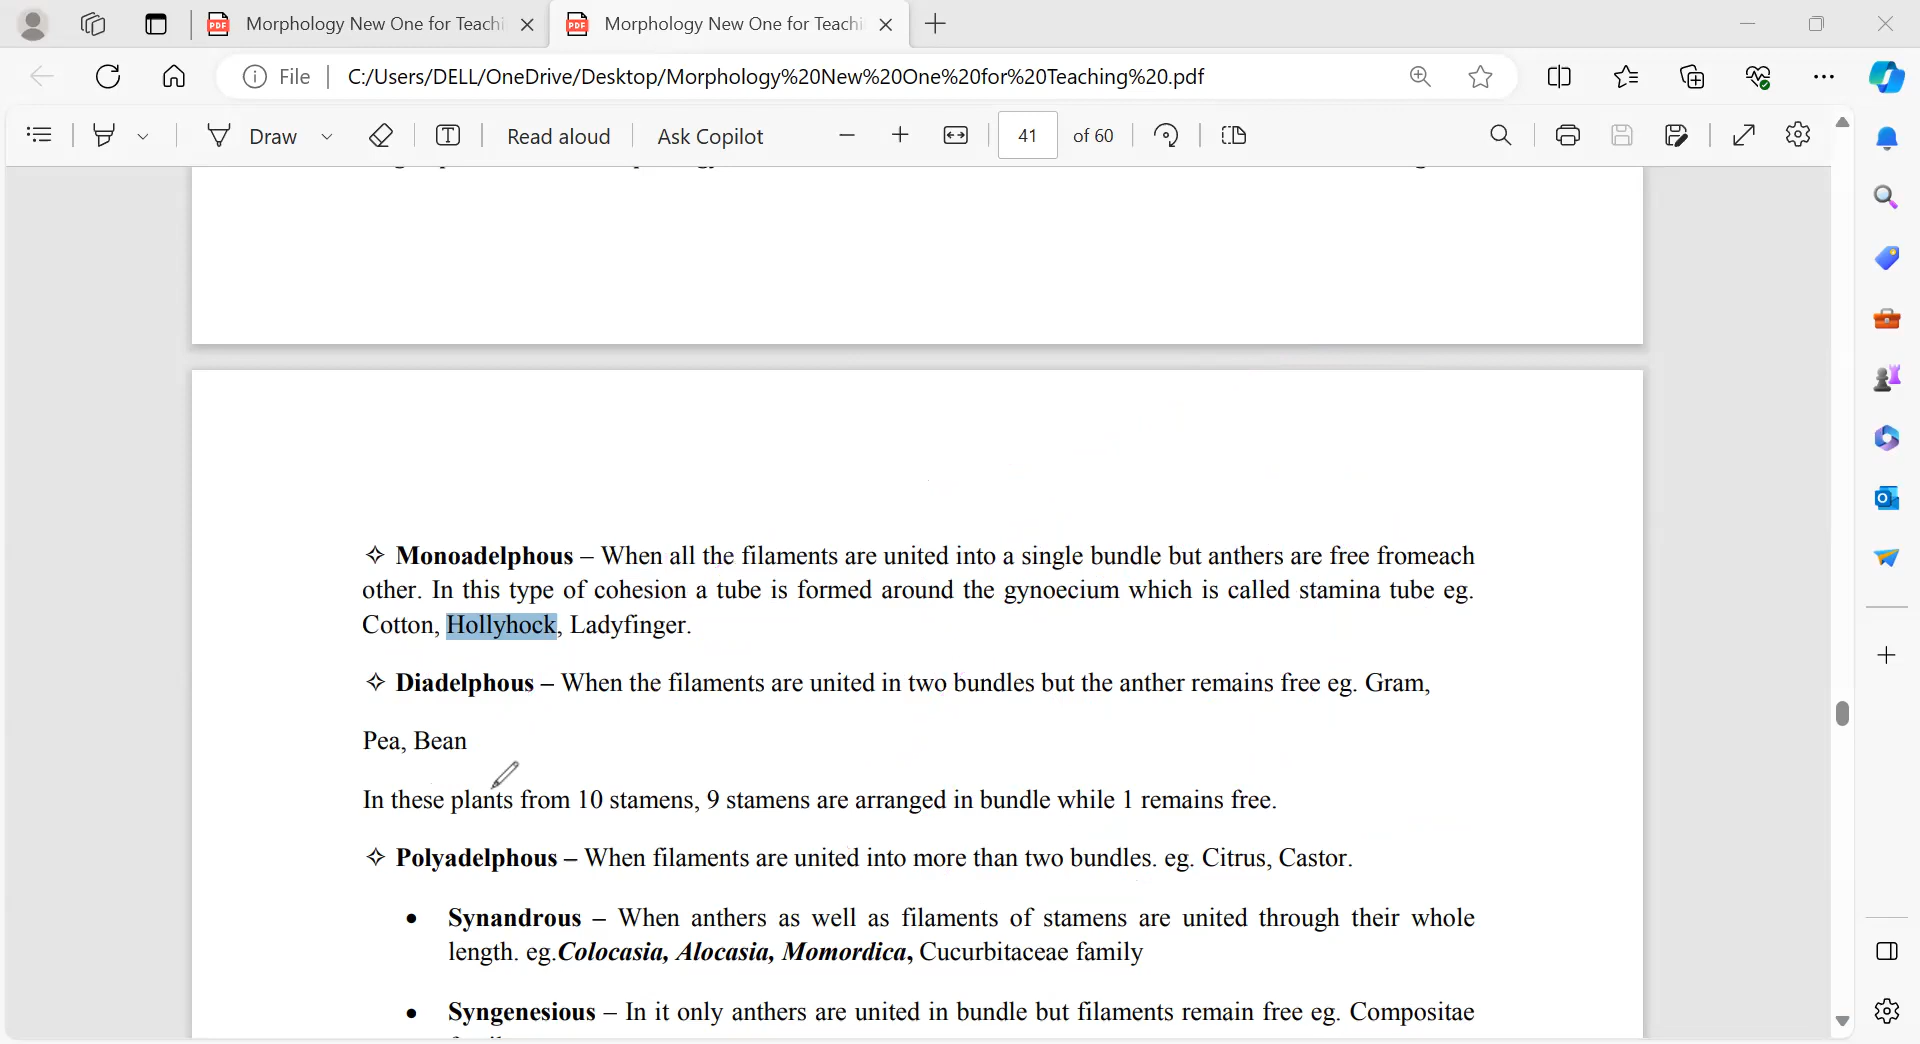 Morphology New One for Teachi
Morphology New One for Teachi
File
C:/Users/DELL/OneDrive/Desktop/Morphology%20New%20One%20for%20Teaching%20.pdf
Draw
Read aloud
Ask Copilot
41 of 60
✧ Monoadelphous – When all the filaments are united into a single bundle but anthers are free fromeach
other. In this type of cohesion a tube is formed around the gynoecium which is called stamina tube eg.
Cotton, Hollyhock, Ladyfinger.
✧ Diadelphous – When the filaments are united in two bundles but the anther remains free eg. Gram,
Pea, Bean
In these plants from 10 stamens, 9 stamens are arranged in bundle while 1 remains free.
✧ Polyadelphous – When filaments are united into more than two bundles. eg. Citrus, Castor.
• Synandrous – When anthers as well as filaments of stamens are united through their whole
length. eg.Colocasia, Alocasia, Momordica, Cucurbitaceae family
• Syngenesious – In it only anthers are united in bundle but filaments remain free eg. Compositae